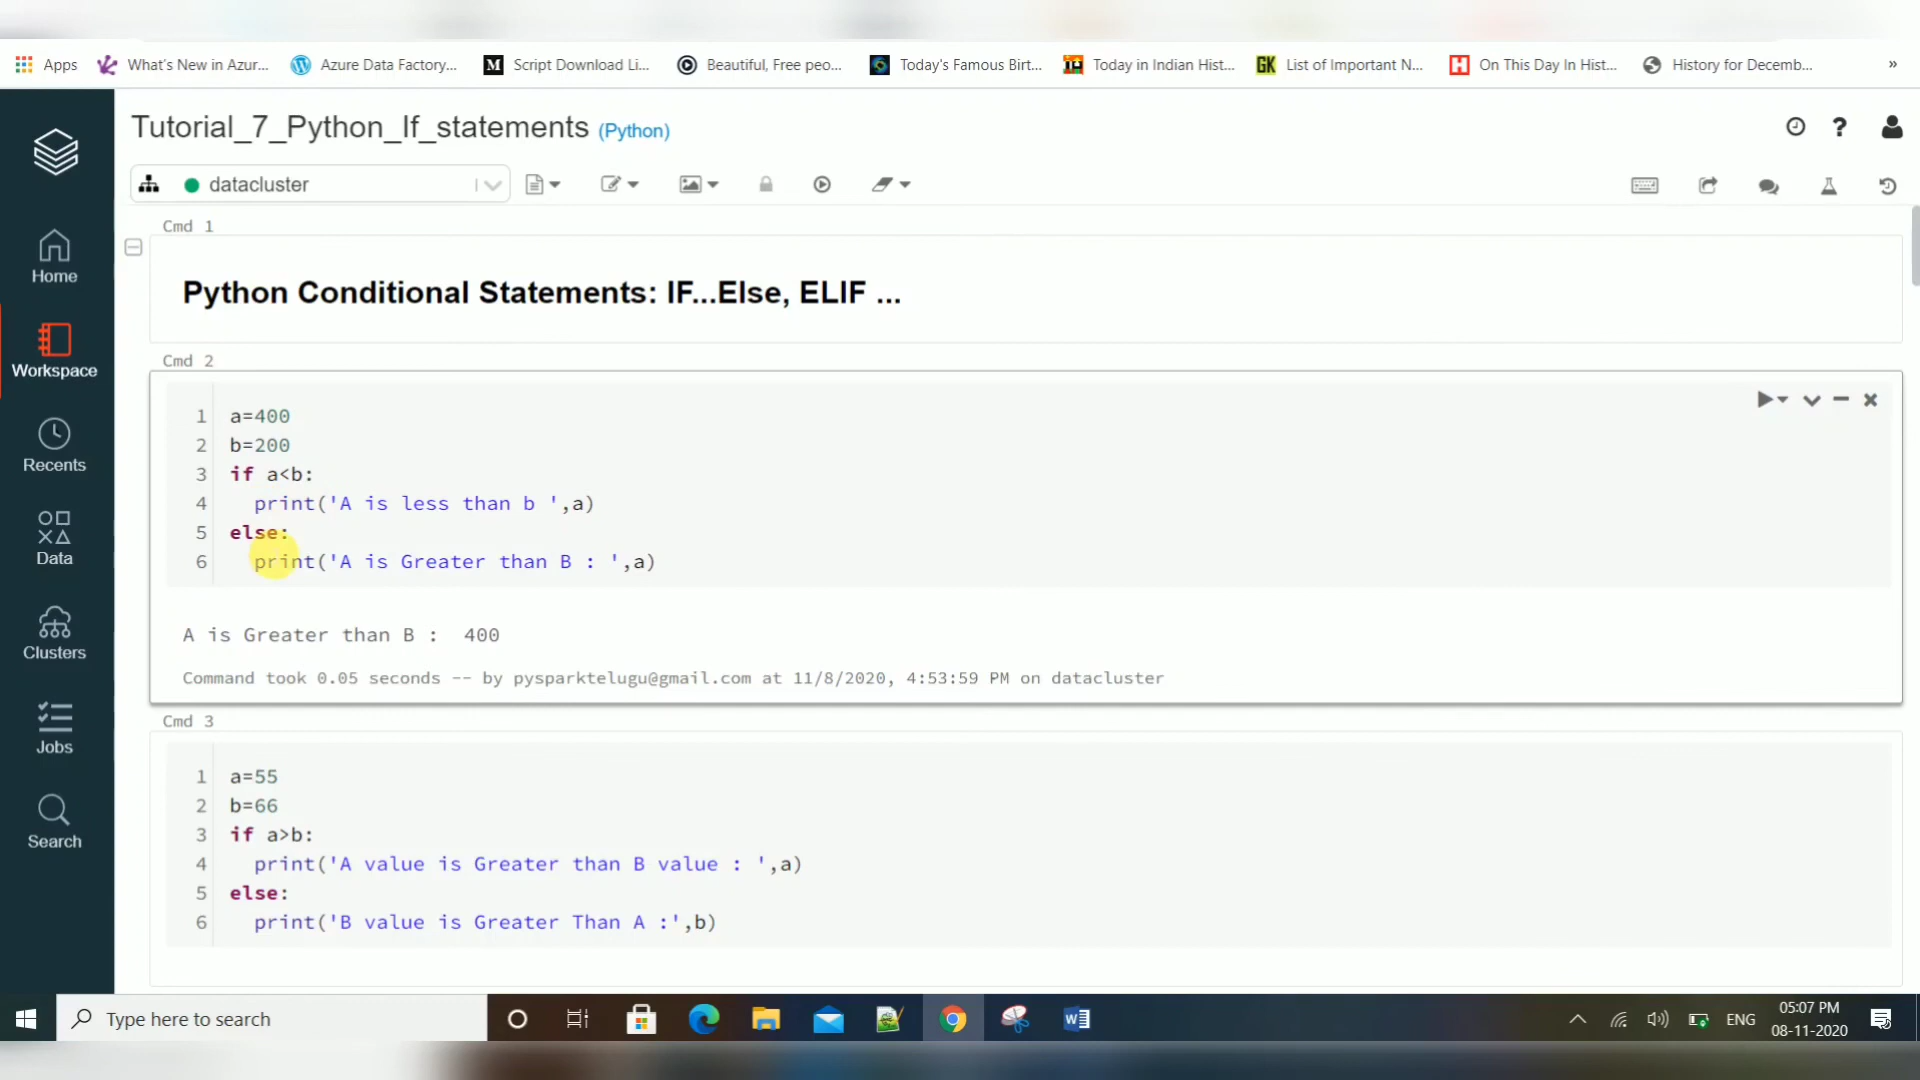 Apps What's New in Azur... Azure Data Factory... M Script Download Li... Beautiful, Free peo... Today's Famous Birt... Today in Indian Hist... GK List of Important N... H On This Day In Hist... History for Decemb... »
Tutorial_7_Python_If_statements (Python)
datacluster
Home
Workspace
Recents
Data
Clusters
Jobs
Search
Cmd 1
Python Conditional Statements: IF...Else, ELIF ...
Cmd 2
1 a=400
2 b=200
3 if a<b:
4 print('A is less than b ',a)
5 else:
6 print('A is Greater than B : ',a)
A is Greater than B :  400
Command took 0.05 seconds -- by pysparktelugu@gmail.com at 11/8/2020, 4:53:59 PM on datacluster
Cmd 3
1 a=55
2 b=66
3 if a>b:
4 print('A value is Greater than B value : ',a)
5 else:
6 print('B value is Greater Than A :',b)
Type here to search
ENG
05:07 PM
08-11-2020